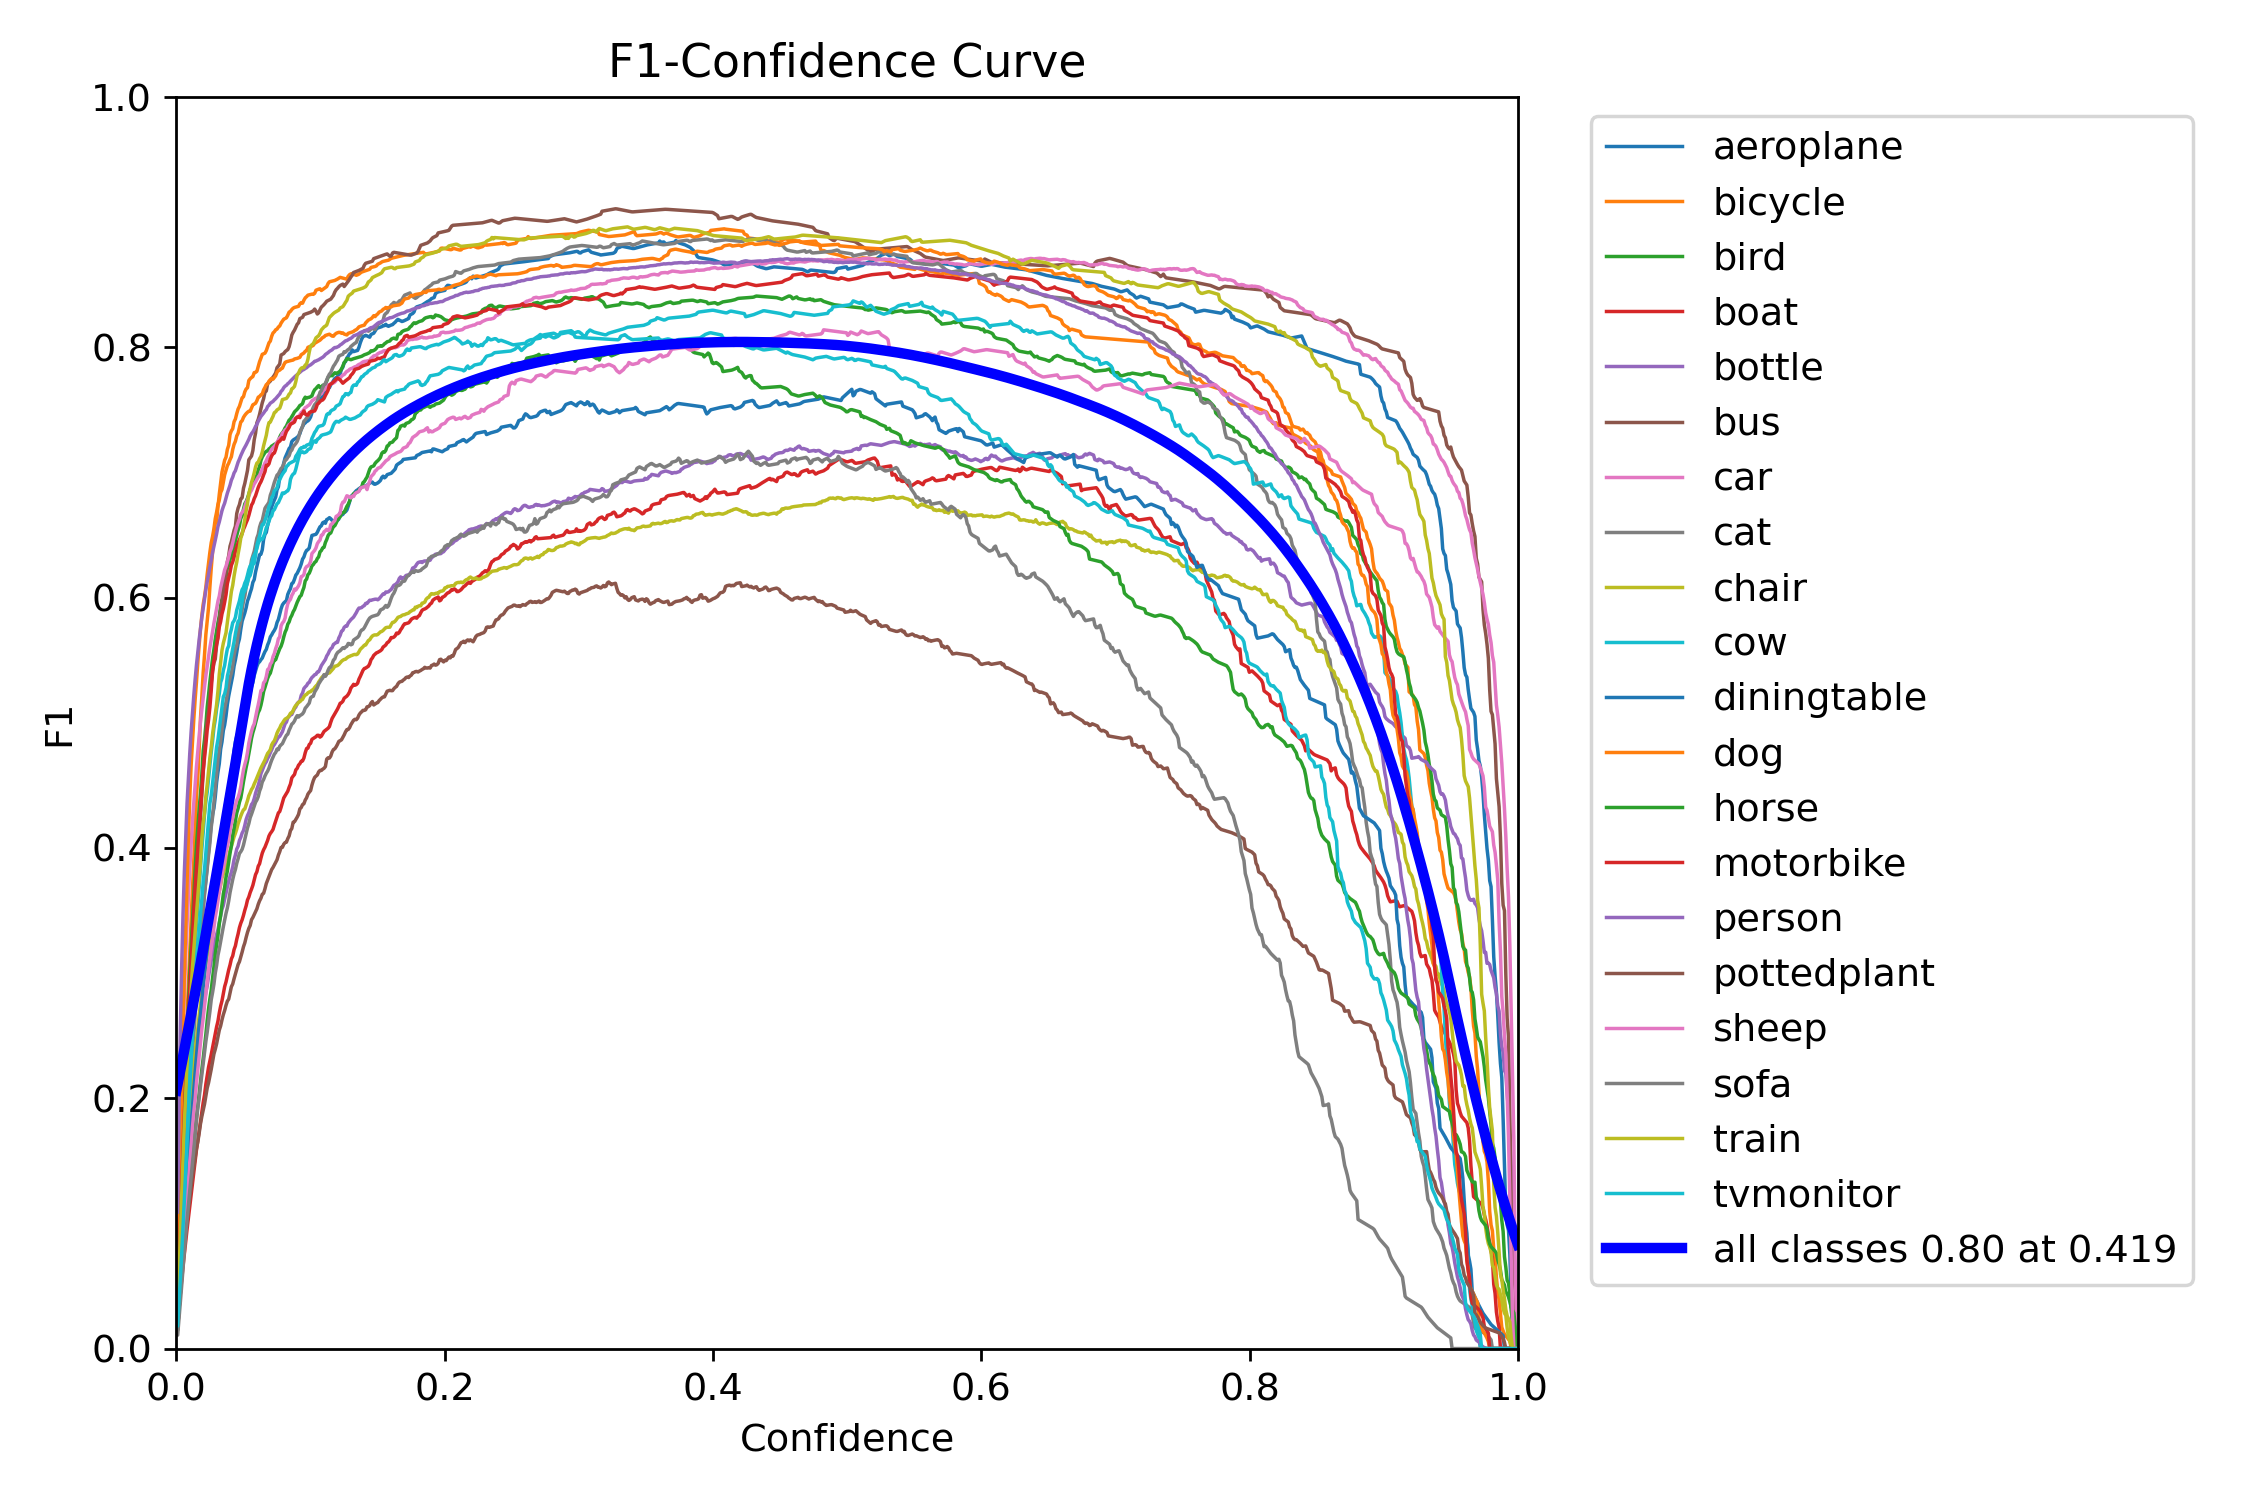 F1-Confidence Curve
1.0
0.8
0.6
0.4
0.2
0.0
F1
0.0 0.2 0.4 0.6 0.8 1.0
Confidence
aeroplane
bicycle
bird
boat
bottle
bus
car
cat
chair
cow
diningtable
dog
horse
motorbike
person
pottedplant
sheep
sofa
train
tvmonitor
all classes 0.80 at 0.419